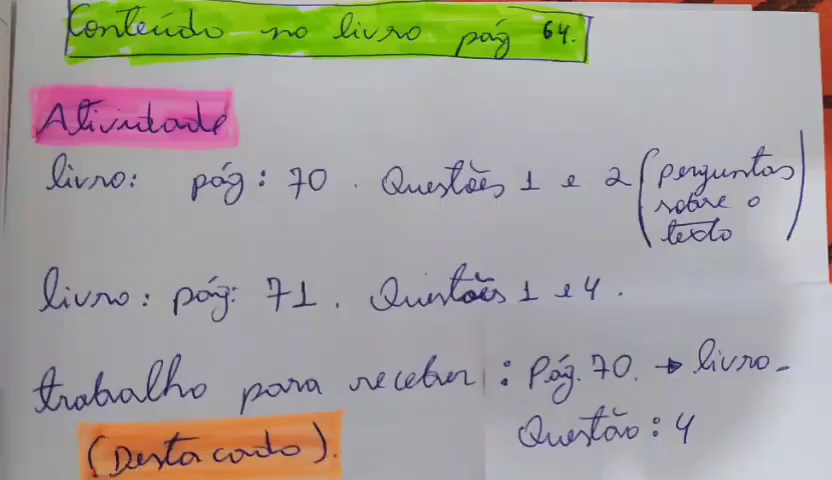 Conteúdo no livro pág 64.
Atividade
livro: pág: 70. Questões 1 e 2 (perguntas
sobre o
texto)
livro: pág: 71. Questões 1 e 4.
trabalho para receber: Pág. 70. → livro.
Questão: 4
(Destacado).